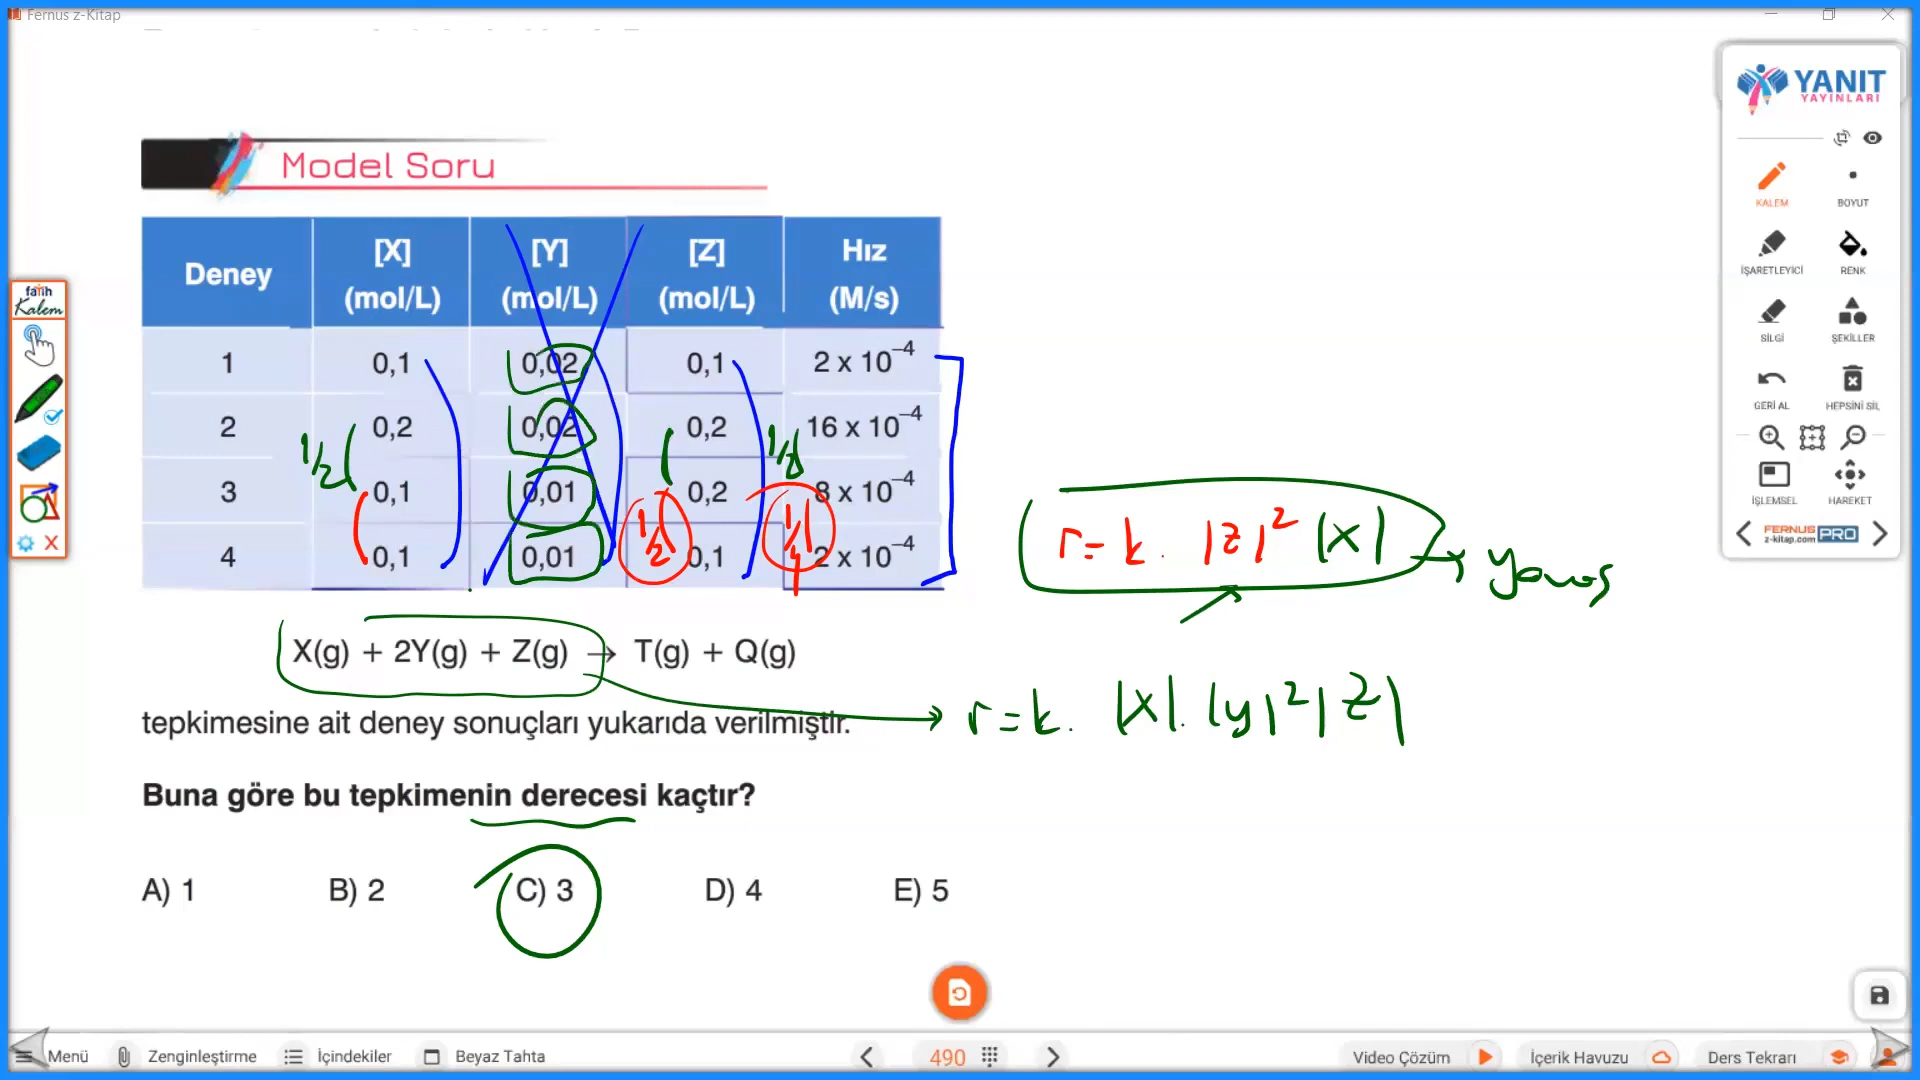 Fernus z-Kitap
YANIT
YAYINLARI
Model Soru
Deney [X] (mol/L) [Y] (mol/L) [Z] (mol/L) Hız (M/s)
1 0,1 0,02 0,1 2 x 10⁻⁴
2 0,2 0,02 0,2 16 x 10⁻⁴
3 0,1 0,01 0,2 8 x 10⁻⁴
4 0,1 0,01 0,1 2 x 10⁻⁴
1/2
1/8
1/2
1/4
r = k . |Z|² |X|
yavaş
X(g) + 2Y(g) + Z(g) → T(g) + Q(g)
r = k . |X| . |y|² |Z|
tepkimesine ait deney sonuçları yukarıda verilmiştir.
Buna göre bu tepkimenin derecesi kaçtır?
A) 1 B) 2 C) 3 D) 4 E) 5
fatih
Kalem
KALEM BOYUT
İŞARETLEYİCİ RENK
SİLGİ ŞEKİLLER
GERİ AL HEPSİNİ SİL
İŞLEMSEL HAREKET
FERNUS
z-kitap.com PRO
Menü Zenginleştirme İçindekiler Beyaz Tahta 490 Video Çözüm İçerik Havuzu Ders Tekrarı